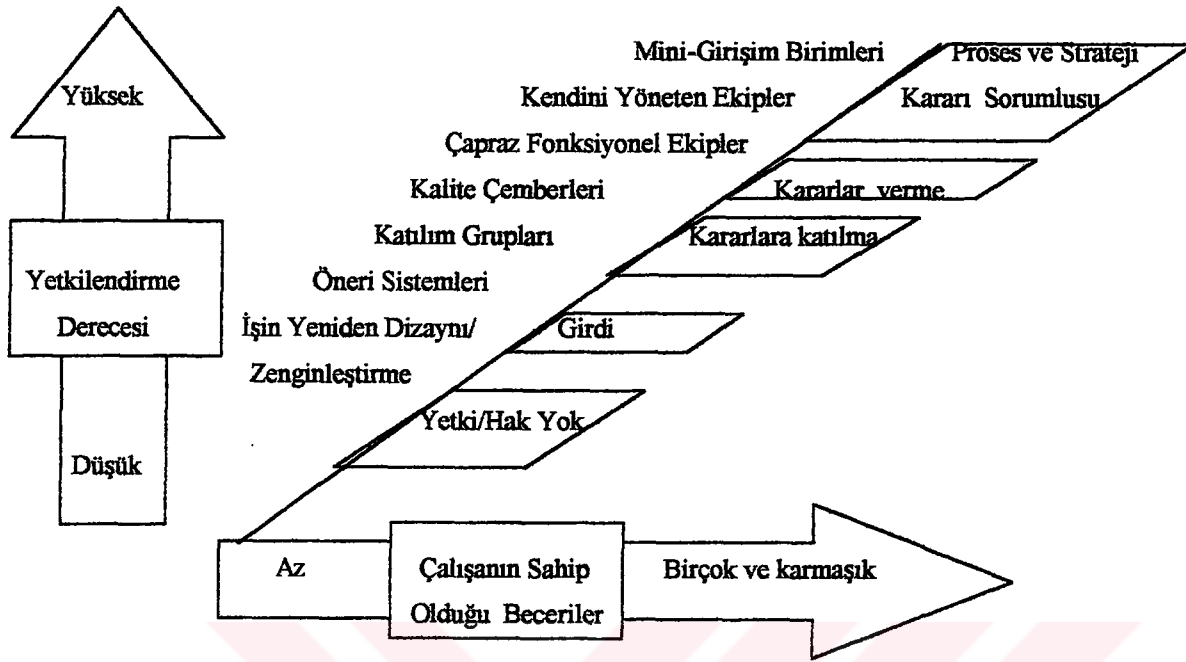 Mini-Girişim Birimleri
Proses ve Strateji
Yüksek
Kendini Yöneten Ekipler
Kararı Sorumlusu
Çapraz Fonksiyonel Ekipler
Kalite Çemberleri
Kararlar verme
Katılım Grupları
Kararlara katılma
Yetkilendirme
Derecesi
Öneri Sistemleri
İşin Yeniden Dizaynı/
Girdi
Zenginleştirme
Yetki/Hak Yok
Düşük
Az
Çalışanın Sahip
Olduğu Beceriler
Birçok ve karmaşık